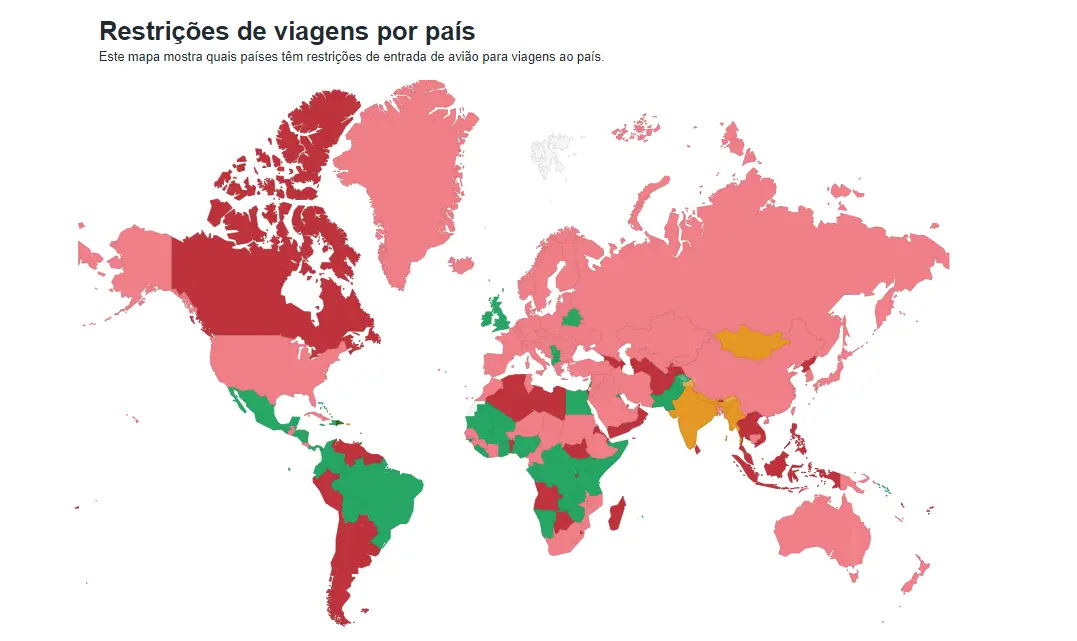 Restrições de viagens por país
Este mapa mostra quais países têm restrições de entrada de avião para viagens ao país.